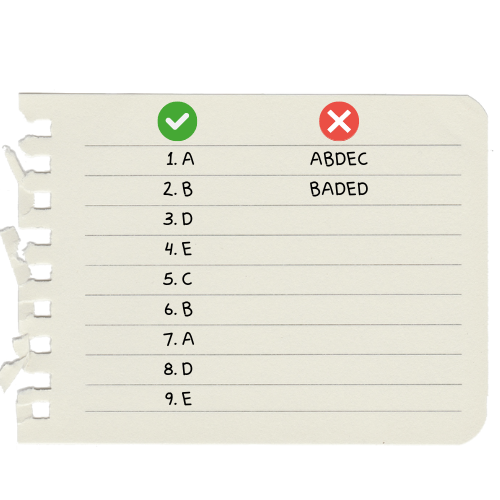 1. A ABDEC
2. B BADED
3. D
4. E
5. C
6. B
7. A
8. D
9. E